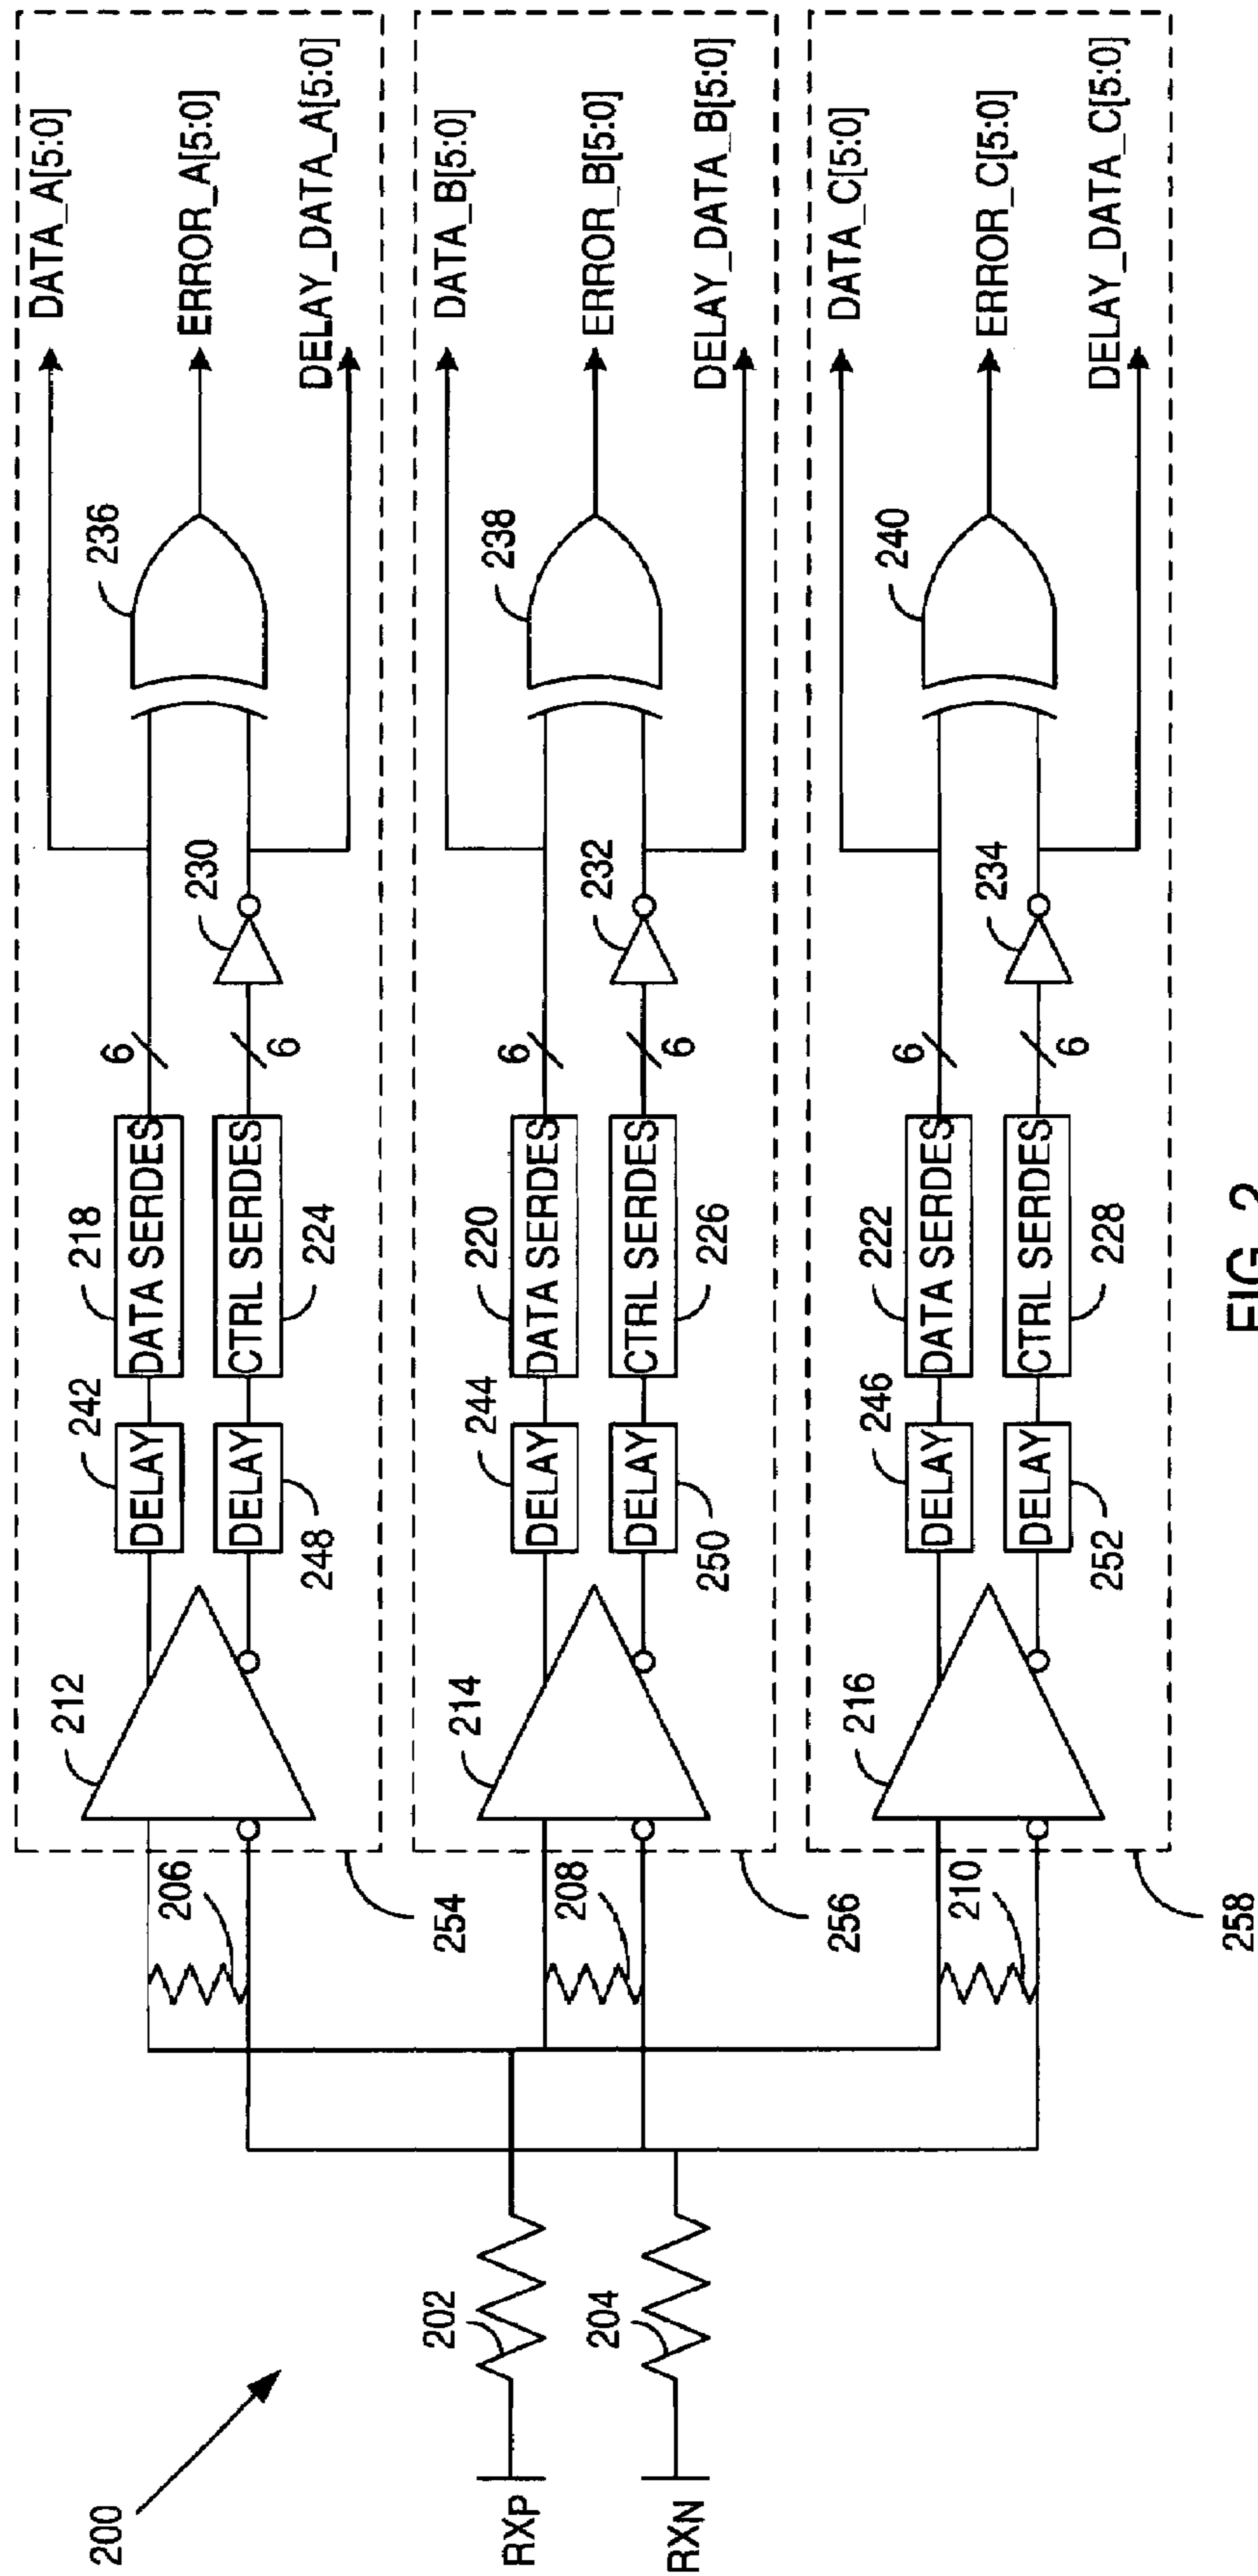 200
RXP
RXN
202
204
206
254
208
256
210
258
212
242
218
DELAY
DATA SERDES
6
DELAY
CTRL SERDES
6
248
224
230
236
DATA_A[5:0]
ERROR_A[5:0]
DELAY_DATA_A[5:0]
214
244
220
DELAY
DATA SERDES
6
DELAY
CTRL SERDES
6
250
226
232
238
DATA_B[5:0]
ERROR_B[5:0]
DELAY_DATA_B[5:0]
216
246
222
DELAY
DATA SERDES
6
DELAY
CTRL SERDES
6
252
228
234
240
DATA_C[5:0]
ERROR_C[5:0]
DELAY_DATA_C[5:0]
FIG. 2